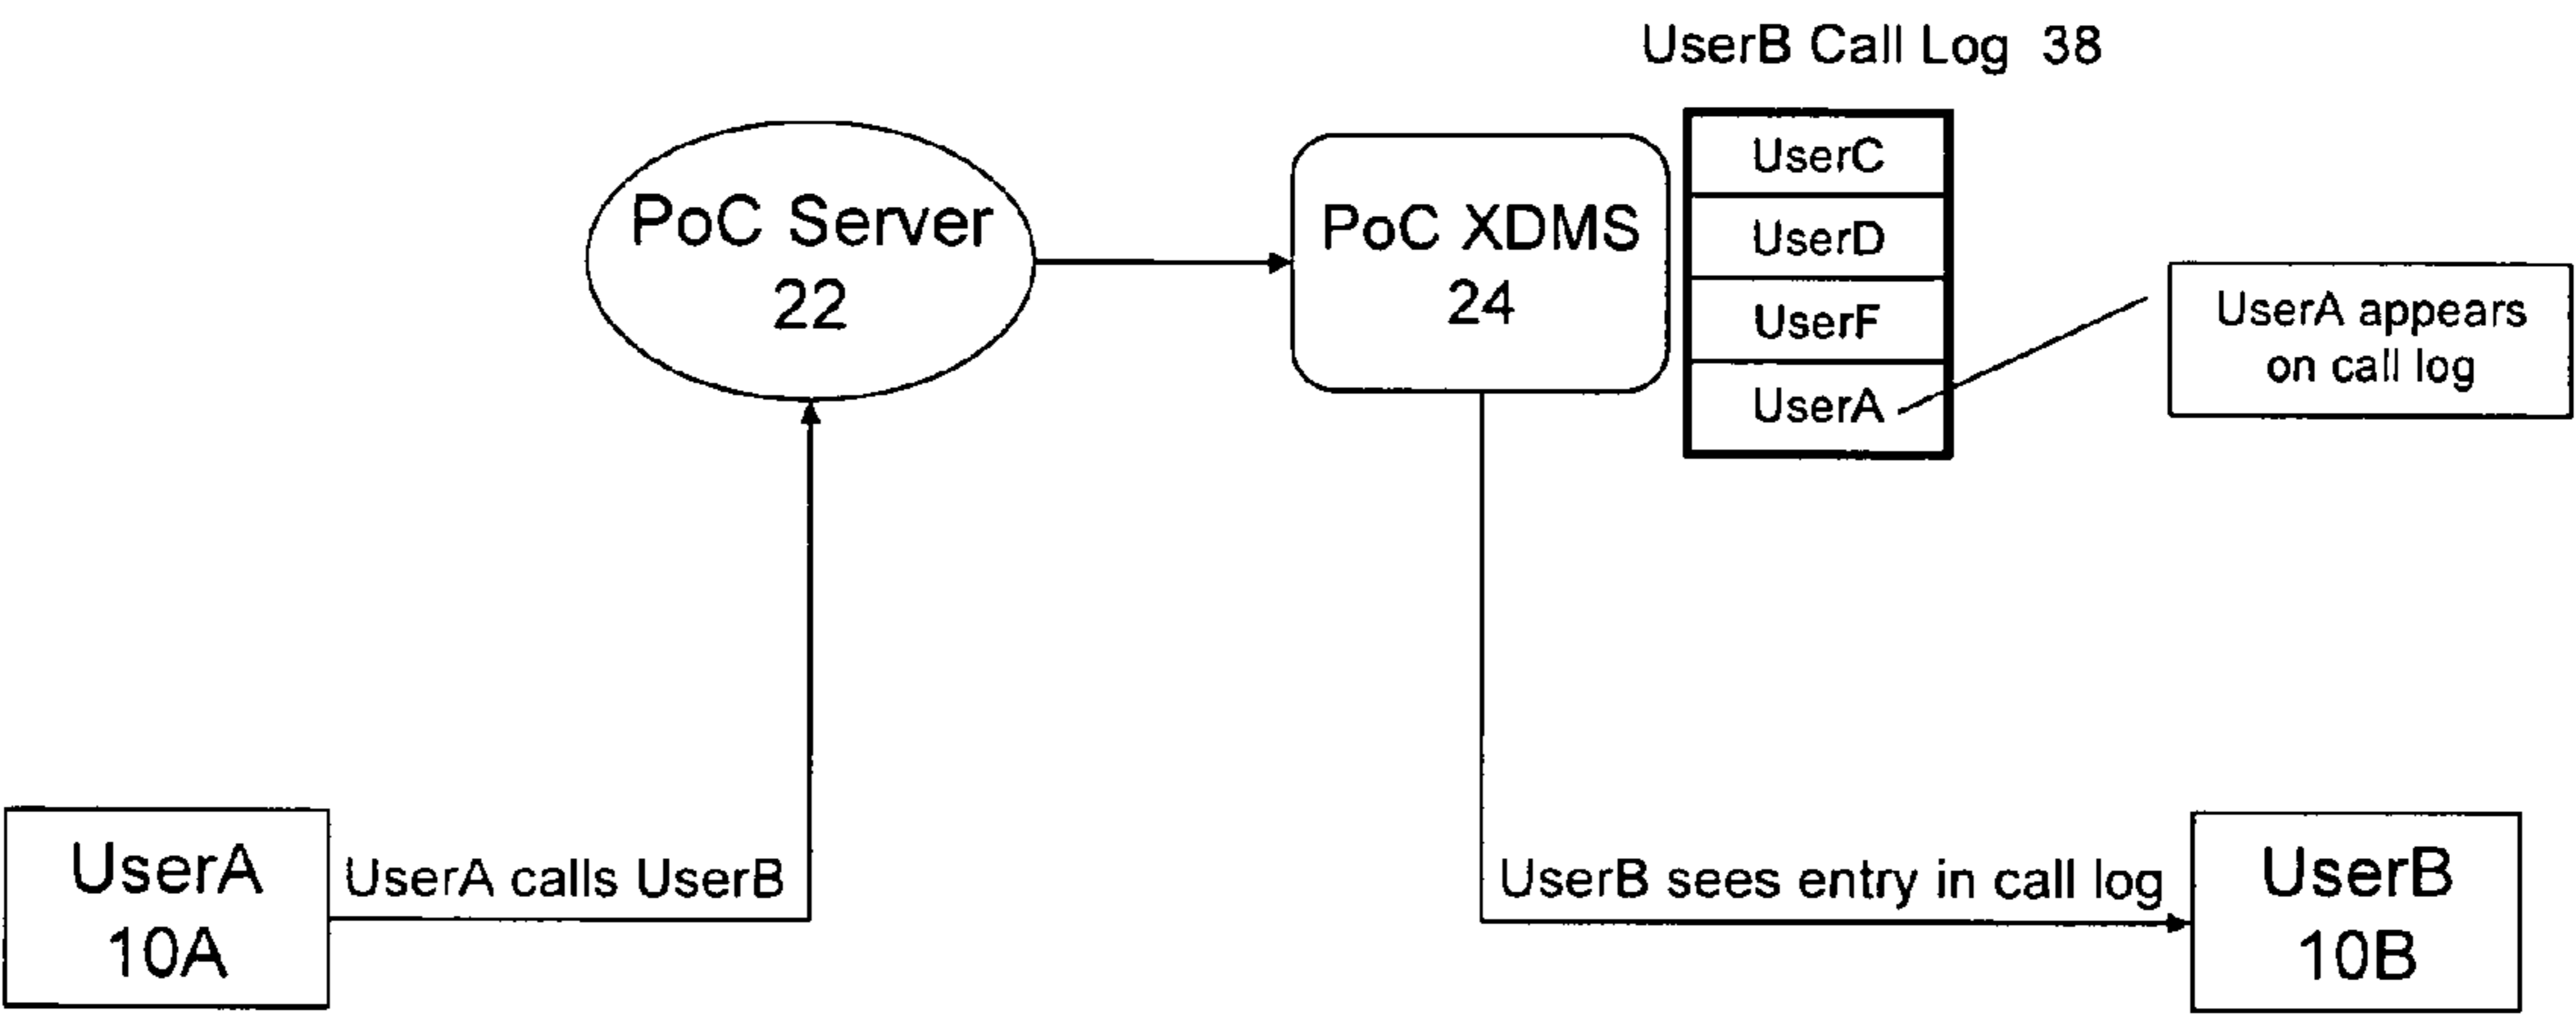 UserB Call Log 38
PoC Server
22
PoC XDMS
24
UserC
UserD
UserF
UserA
UserA appears
on call log
UserA
10A
UserA calls UserB
UserB sees entry in call log
UserB
10B